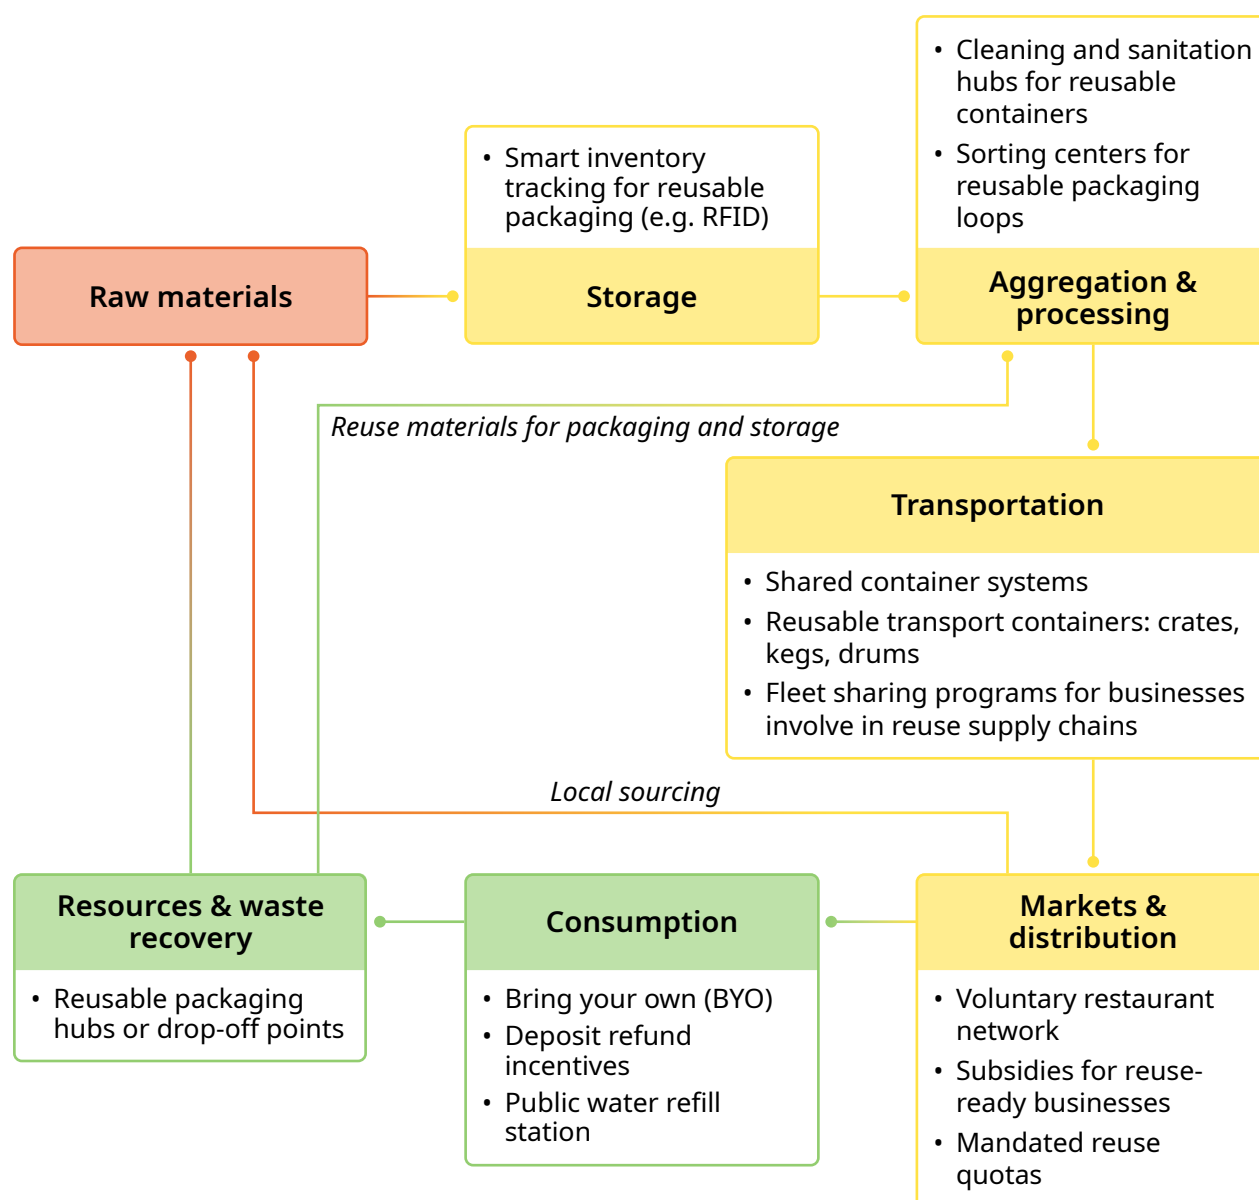 • Cleaning and sanitation
hubs for reusable
containers
• Sorting centers for
reusable packaging
loops
• Smart inventory
tracking for reusable
packaging (e.g. RFID)
Raw materials
Storage
Aggregation &
processing
Reuse materials for packaging and storage
Transportation
• Shared container systems
• Reusable transport containers: crates,
kegs, drums
• Fleet sharing programs for businesses
involve in reuse supply chains
Local sourcing
Resources & waste
recovery
• Reusable packaging
hubs or drop-off points
Consumption
• Bring your own (BYO)
• Deposit refund
incentives
• Public water refill
station
Markets &
distribution
• Voluntary restaurant
network
• Subsidies for reuse-
ready businesses
• Mandated reuse
quotas